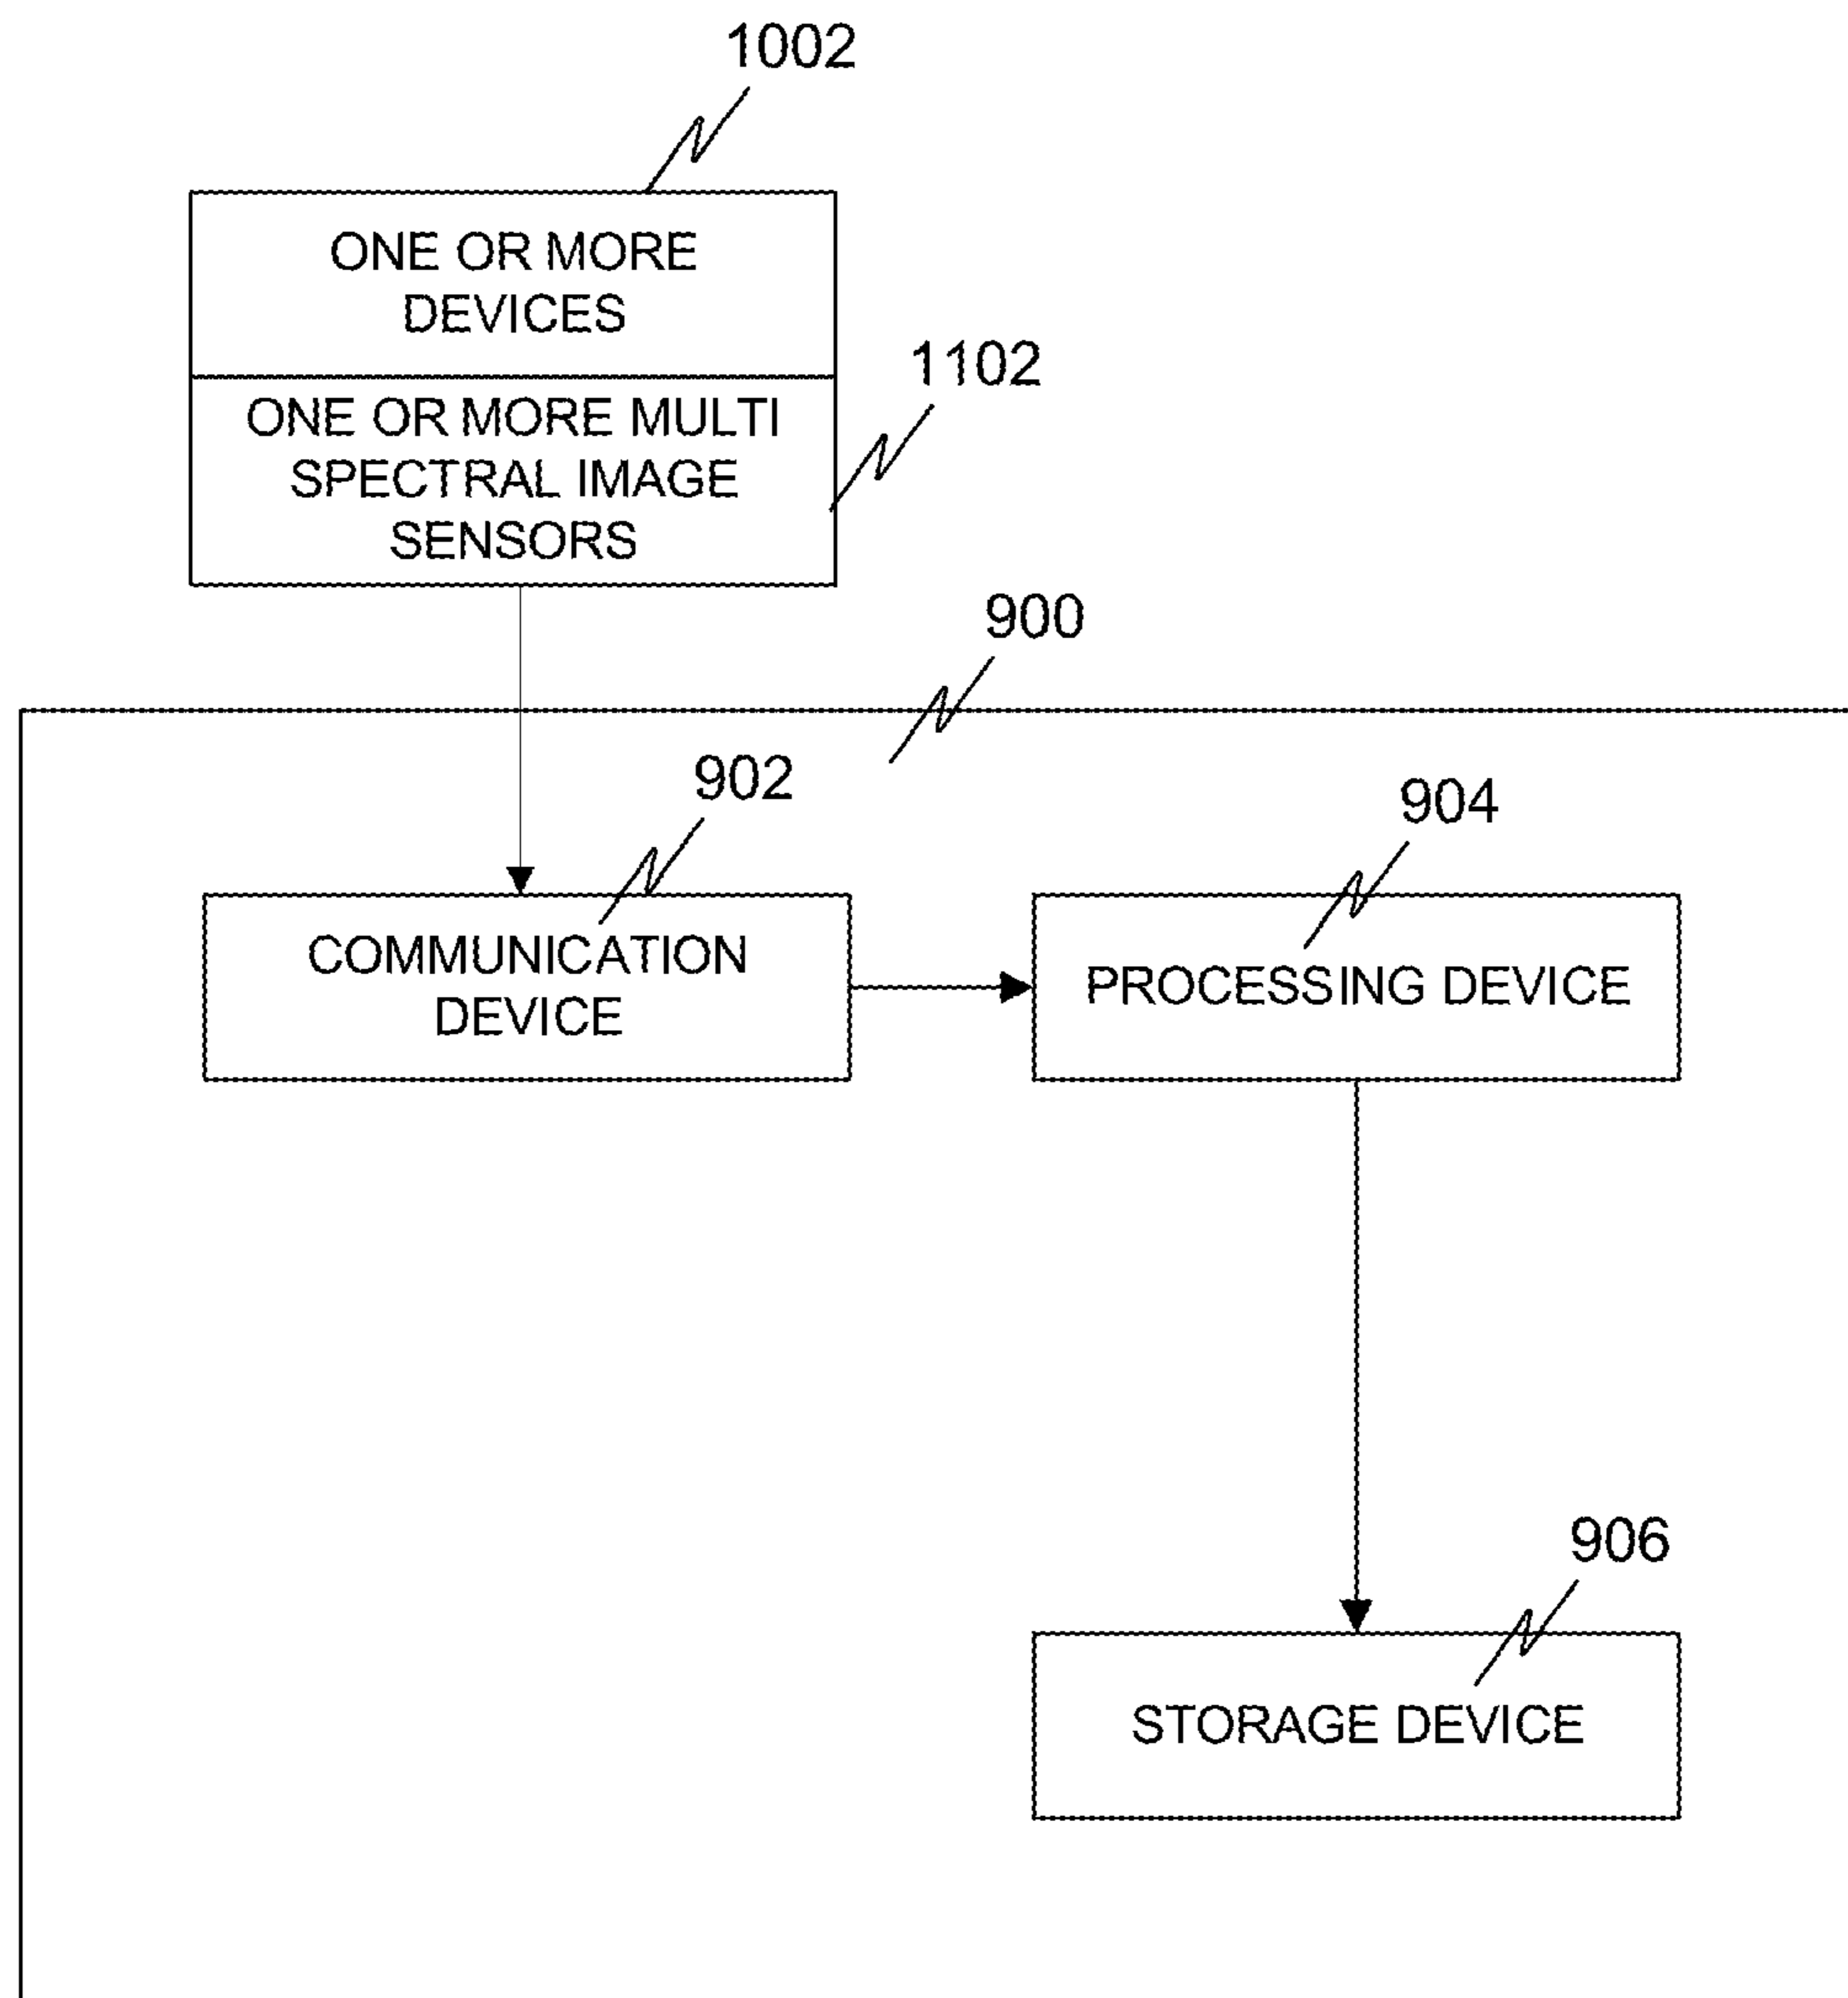 1002
ONE OR MORE
DEVICES
1102
ONE OR MORE MULTI
SPECTRAL IMAGE
SENSORS
900
902
904
COMMUNICATION
DEVICE
PROCESSING DEVICE
906
STORAGE DEVICE